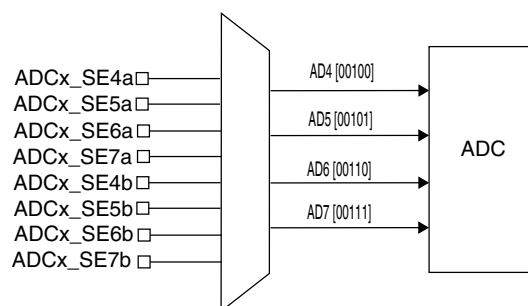 ADCx_SE4a
ADCx_SE5a
ADCx_SE6a
ADCx_SE7a
ADCx_SE4b
ADCx_SE5b
ADCx_SE6b
ADCx_SE7b
AD4 [00100]
AD5 [00101]
AD6 [00110]
AD7 [00111]
ADC